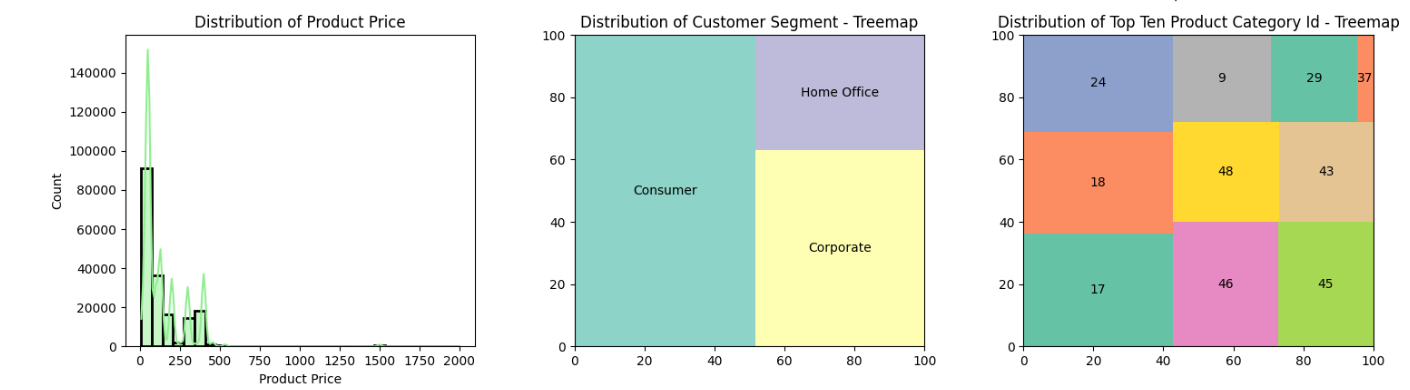 Distribution of Product Price
140000
120000
100000
80000
60000
40000
20000
0
Count
0 250 500 750 1000 1250 1500 1750 2000
Product Price
Distribution of Customer Segment - Treemap
100
80
60
40
20
0
Home Office
Consumer
Corporate
0 20 40 60 80 100
Distribution of Top Ten Product Category Id - Treemap
100
80
60
40
20
0
24 9 29 37
18 48 43
17 46 45
0 20 40 60 80 100